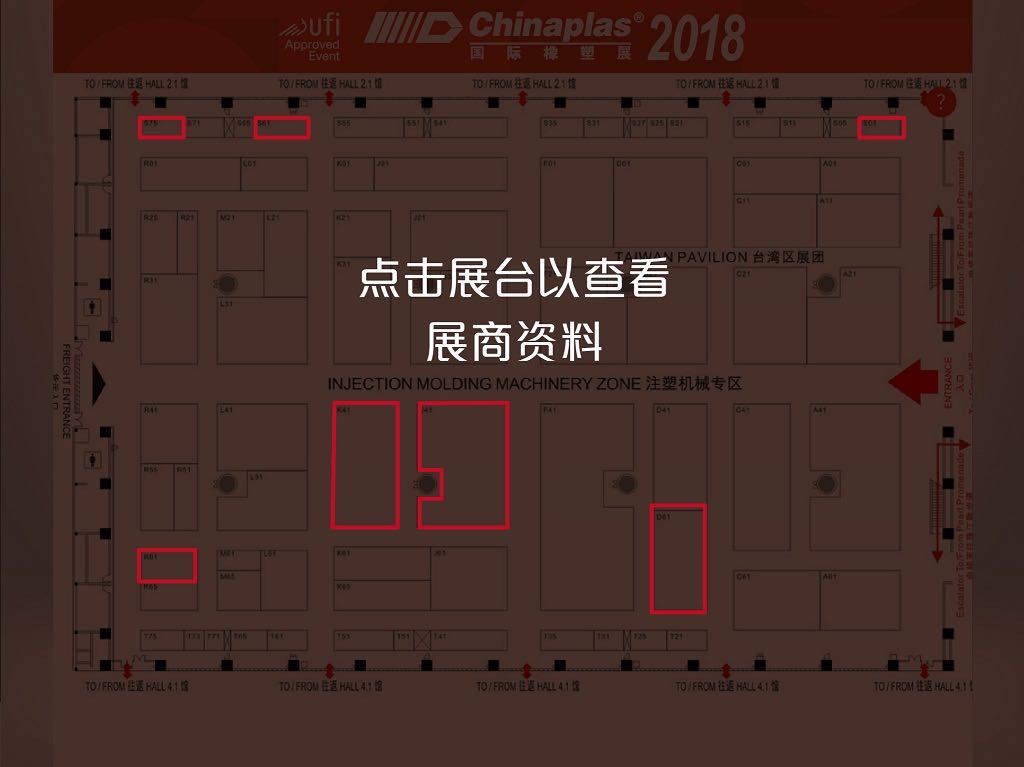 ufi
Approved
Event
Chinaplas®
国际橡塑展
2018
TO / FROM 往返 HALL 2.1 馆
TO / FROM 往返 HALL 2.1 馆
TO / FROM 往返 HALL 2.1 馆
TO / FROM 往返 HALL 2.1 馆
TO / FROM 往返 HALL 2.1 馆
?
S75 S71 S65 S61 S55 S51 S41 S35 S31 S27 S25 S21 S15 S11 S05 S01
R01 L01 K01 J01 F01 D01 C01 A01
C11 A11
R25 R21 M21 L21 K21 J21
TAIWAN PAVILION 台湾区展团
R31 K31 C21 A21
点击展台以查看
L31
展商资料
INJECTION MOLDING MACHINERY ZONE 注塑机械专区
FREIGHT ENTRANCE
ENTRANCE
入口
Escalator To/From Pearl Promenade
R41 L41 K41 J41 F41 D41 C41 A41
R55 R51 L51
D61
Escalator To/From Pearl Promenade
R61 M61 L61 K61 J61
R65 M65 K65 C61 A61
T75 T73 T71 T65 T61 T53 T51 T41 T35 T31 T25 T21
TO / FROM 往返 HALL 4.1 馆
TO / FROM 往返 HALL 4.1 馆
TO / FROM 往返 HALL 4.1 馆
TO / FROM 往返 HALL 4.1 馆
TO / FROM 往返 HALL 4.1 馆